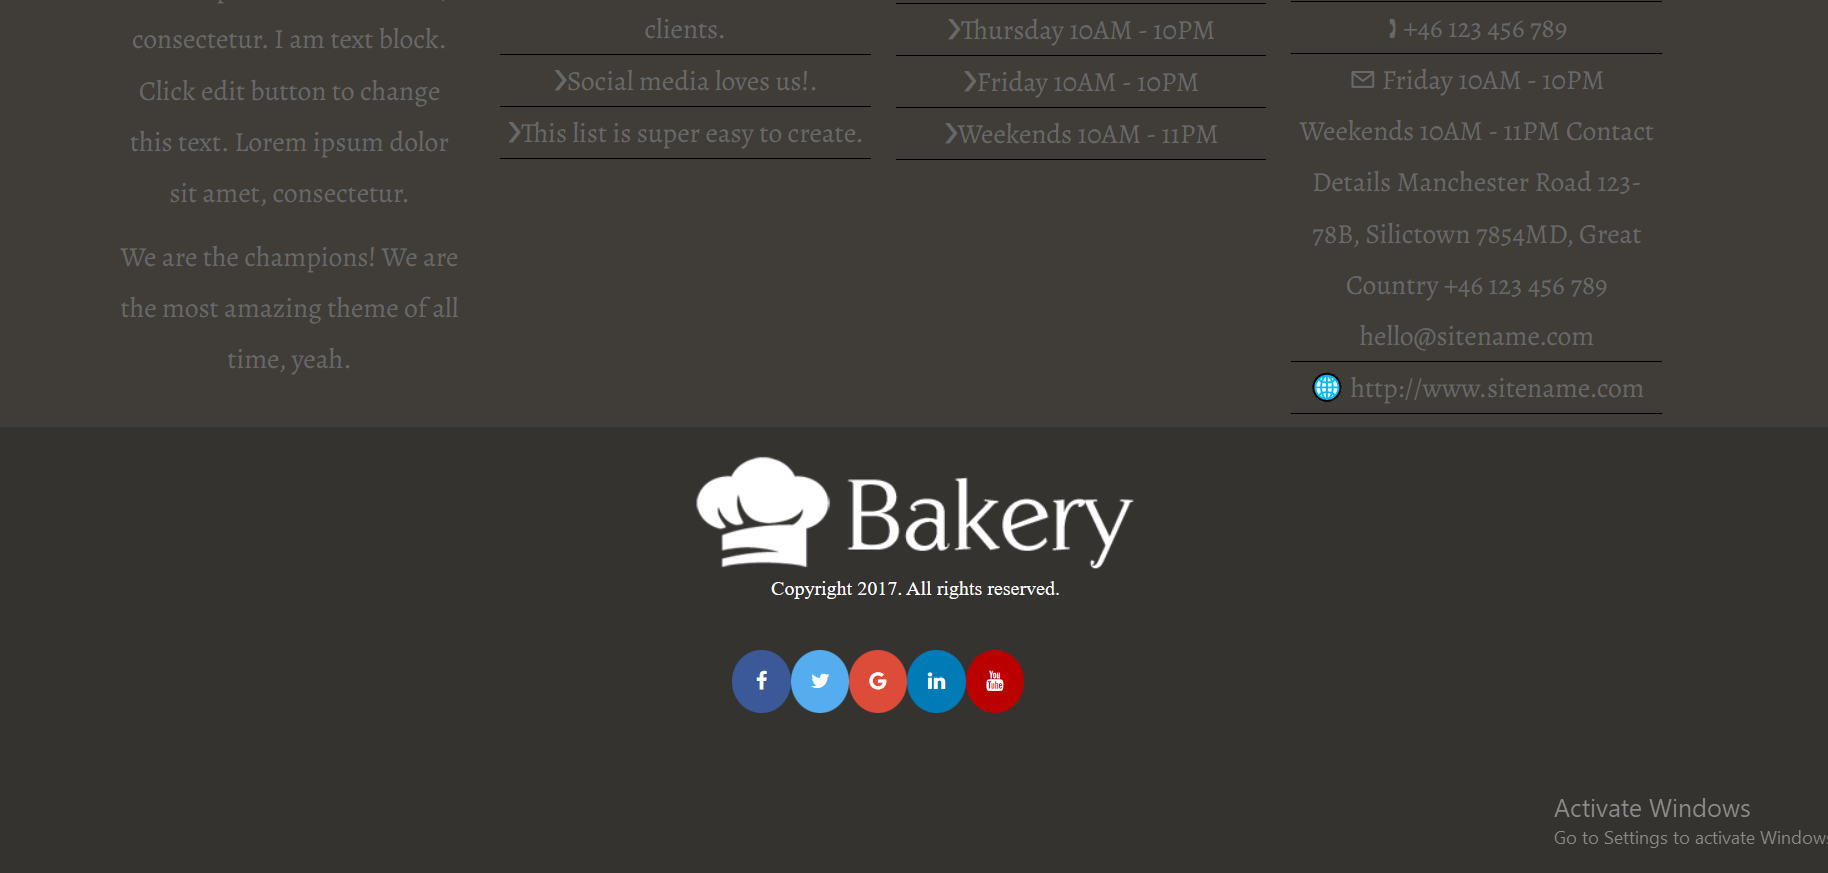 consectetur. I am text block.
Click edit button to change
this text. Lorem ipsum dolor
sit amet, consectetur.
We are the champions! We are
the most amazing theme of all
time, yeah.
clients.
Social media loves us!.
This list is super easy to create.
Thursday 10AM - 10PM
Friday 10AM - 10PM
Weekends 10AM - 11PM
+46 123 456 789
Friday 10AM - 10PM
Weekends 10AM - 11PM Contact
Details Manchester Road 123-
78B, Silictown 7854MD, Great
Country +46 123 456 789
hello@sitename.com
http://www.sitename.com
Bakery
Copyright 2017. All rights reserved.
f
G
in
You
Tube
Activate Windows
Go to Settings to activate Windows